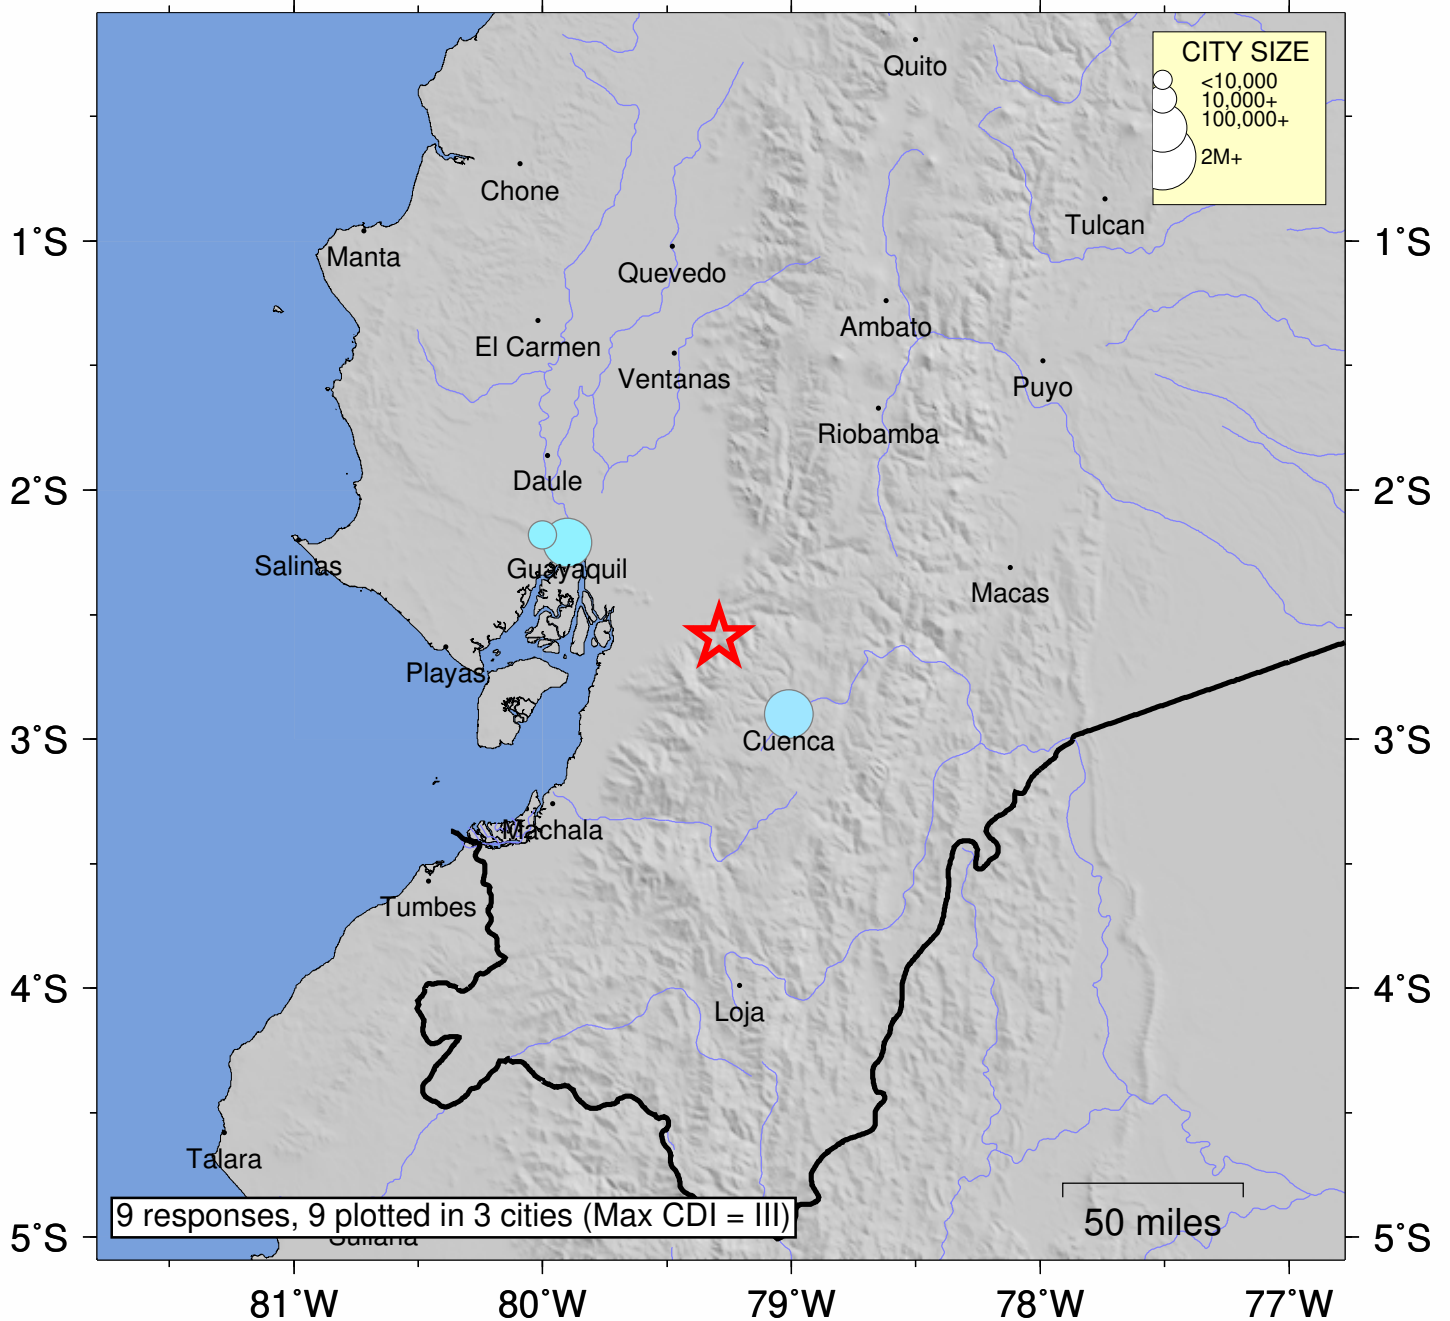 CITY SIZE
<10,000
10,000+
100,000+
2M+
Quito
Chone
Tulcan
1°S
1°S
Manta
Quevedo
Ambato
El Carmen
Ventanas
Puyo
Riobamba
Daule
2°S
2°S
Salinas
Guayaquil
Macas
Playas
3°S
3°S
Cuenca
Machala
Tumbes
4°S
4°S
Loja
Talara
9 responses, 9 plotted in 3 cities (Max CDI = III)
50 miles
Sullana
5°S
5°S
81°W
80°W
79°W
78°W
77°W